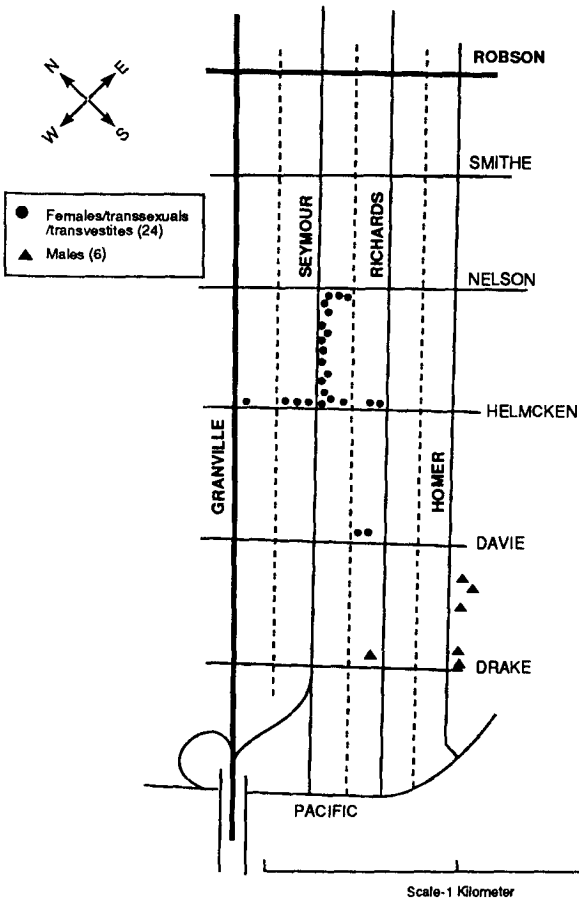 ROBSON
N
E
W
S
SMITHE
● Females/transsexuals
/transvestites (24)
▲ Males (6)
SEYMOUR
RICHARDS
NELSON
HELMCKEN
GRANVILLE
HOMER
DAVIE
DRAKE
PACIFIC
Scale-1 Kilometer